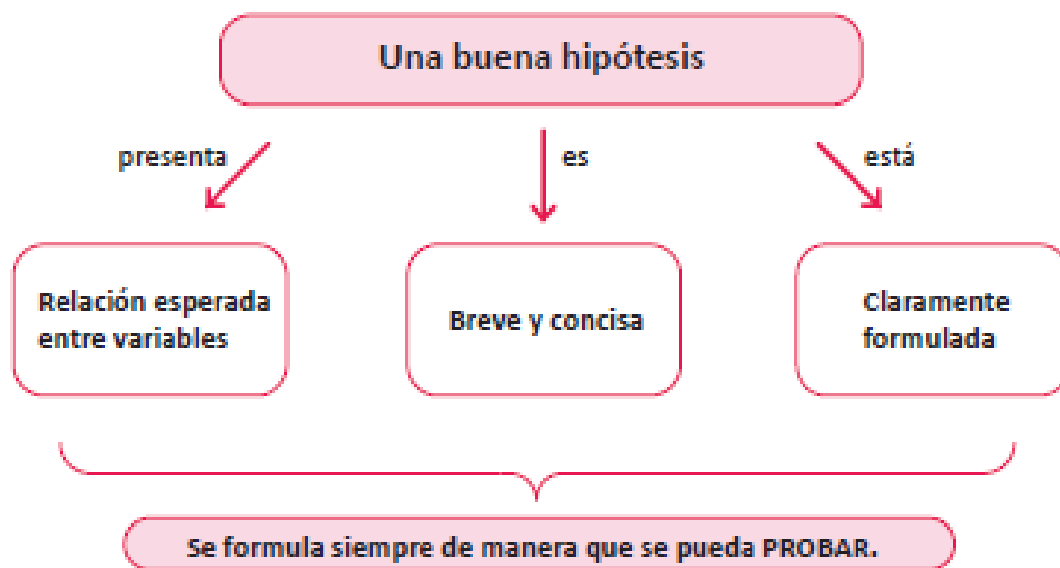 Una buena hipótesis
presenta
es
está
Relación esperada
entre variables
Breve y concisa
Claramente
formulada
Se formula siempre de manera que se pueda PROBAR.